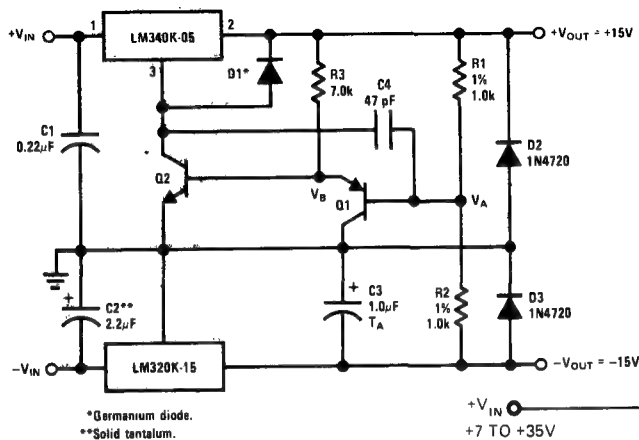 +VIN
1
LM340K-05
2
+VOUT = +15V
3
D1*
R3
7.0k
C4
47 pF
R1
1%
1.0k
C1
0.22µF
D2
1N4720
Q2
VB
Q1
VA
C2**
2.2µF
+
+
C3
1.0µF
TA
R2
1%
1.0k
D3
1N4720
-VIN
LM320K-15
-VOUT = -15V
*Germanium diode.
**Solid tantalum.
+VIN
+7 TO +35V